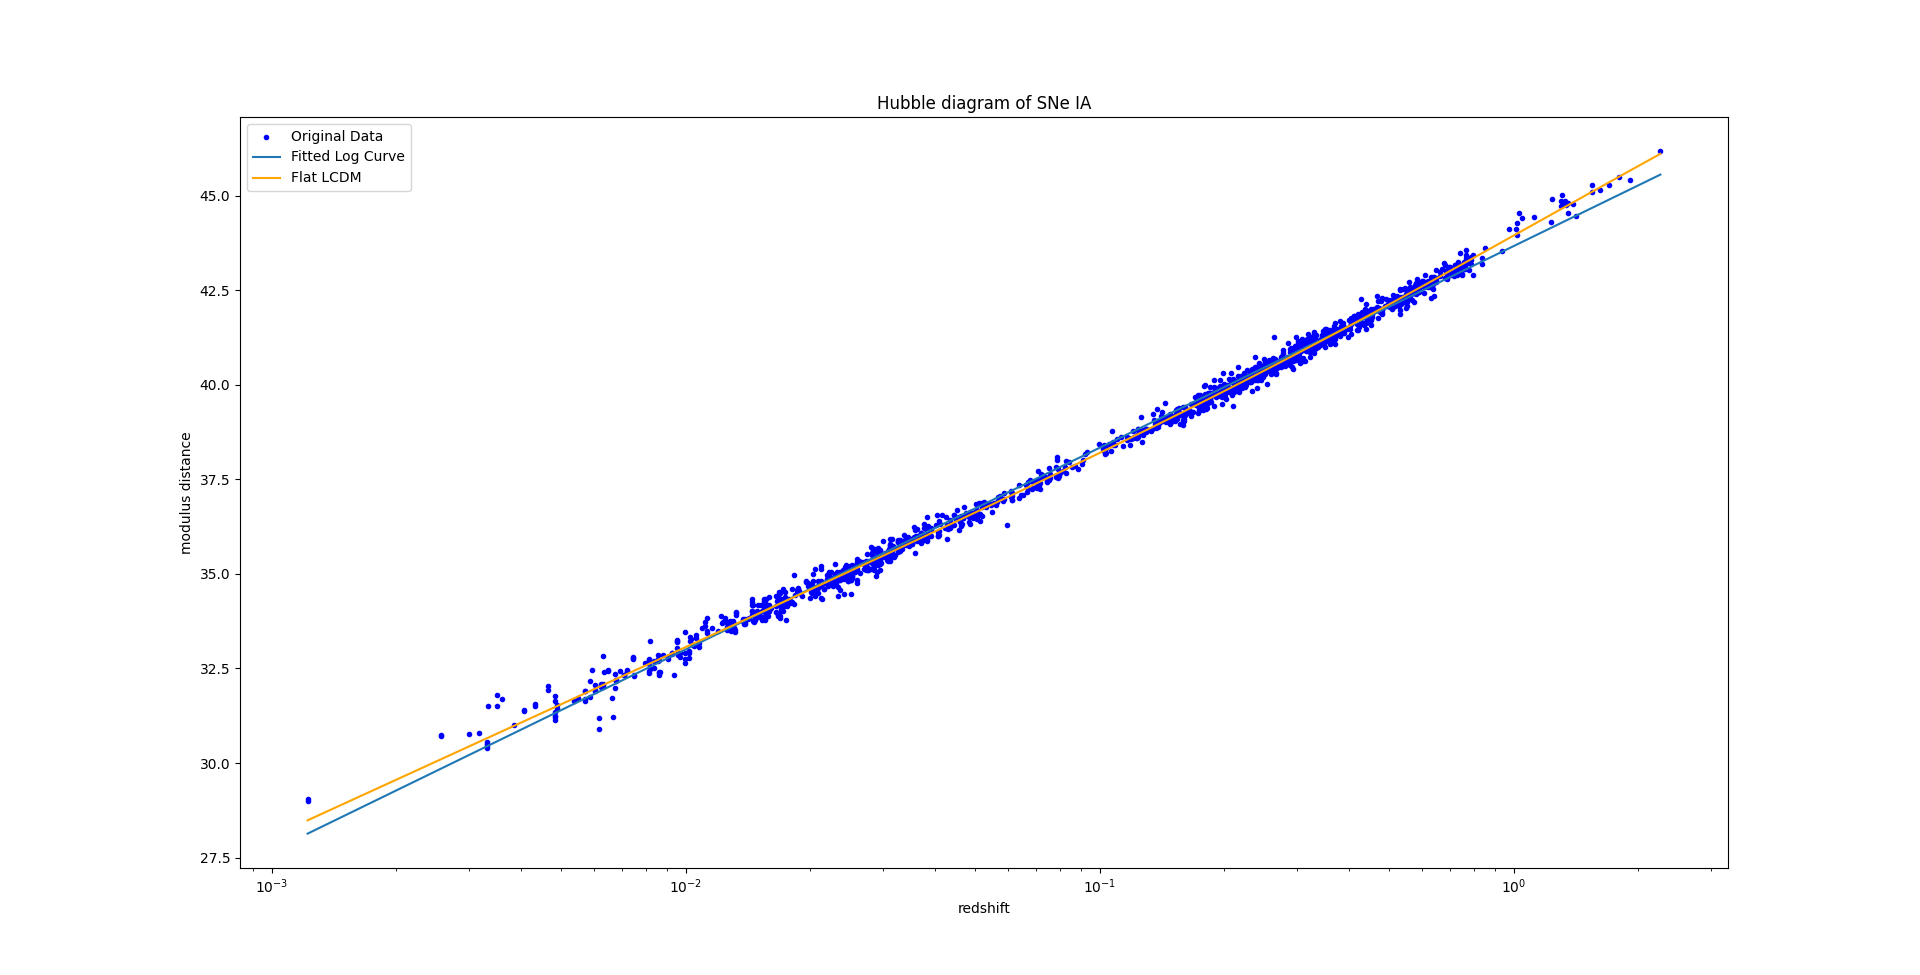 Hubble diagram of SNe IA
Original Data
Fitted Log Curve
Flat LCDM
45.0
42.5
40.0
37.5
35.0
32.5
30.0
27.5
modulus distance
10⁻³ 10⁻² 10⁻¹ 10⁰
redshift